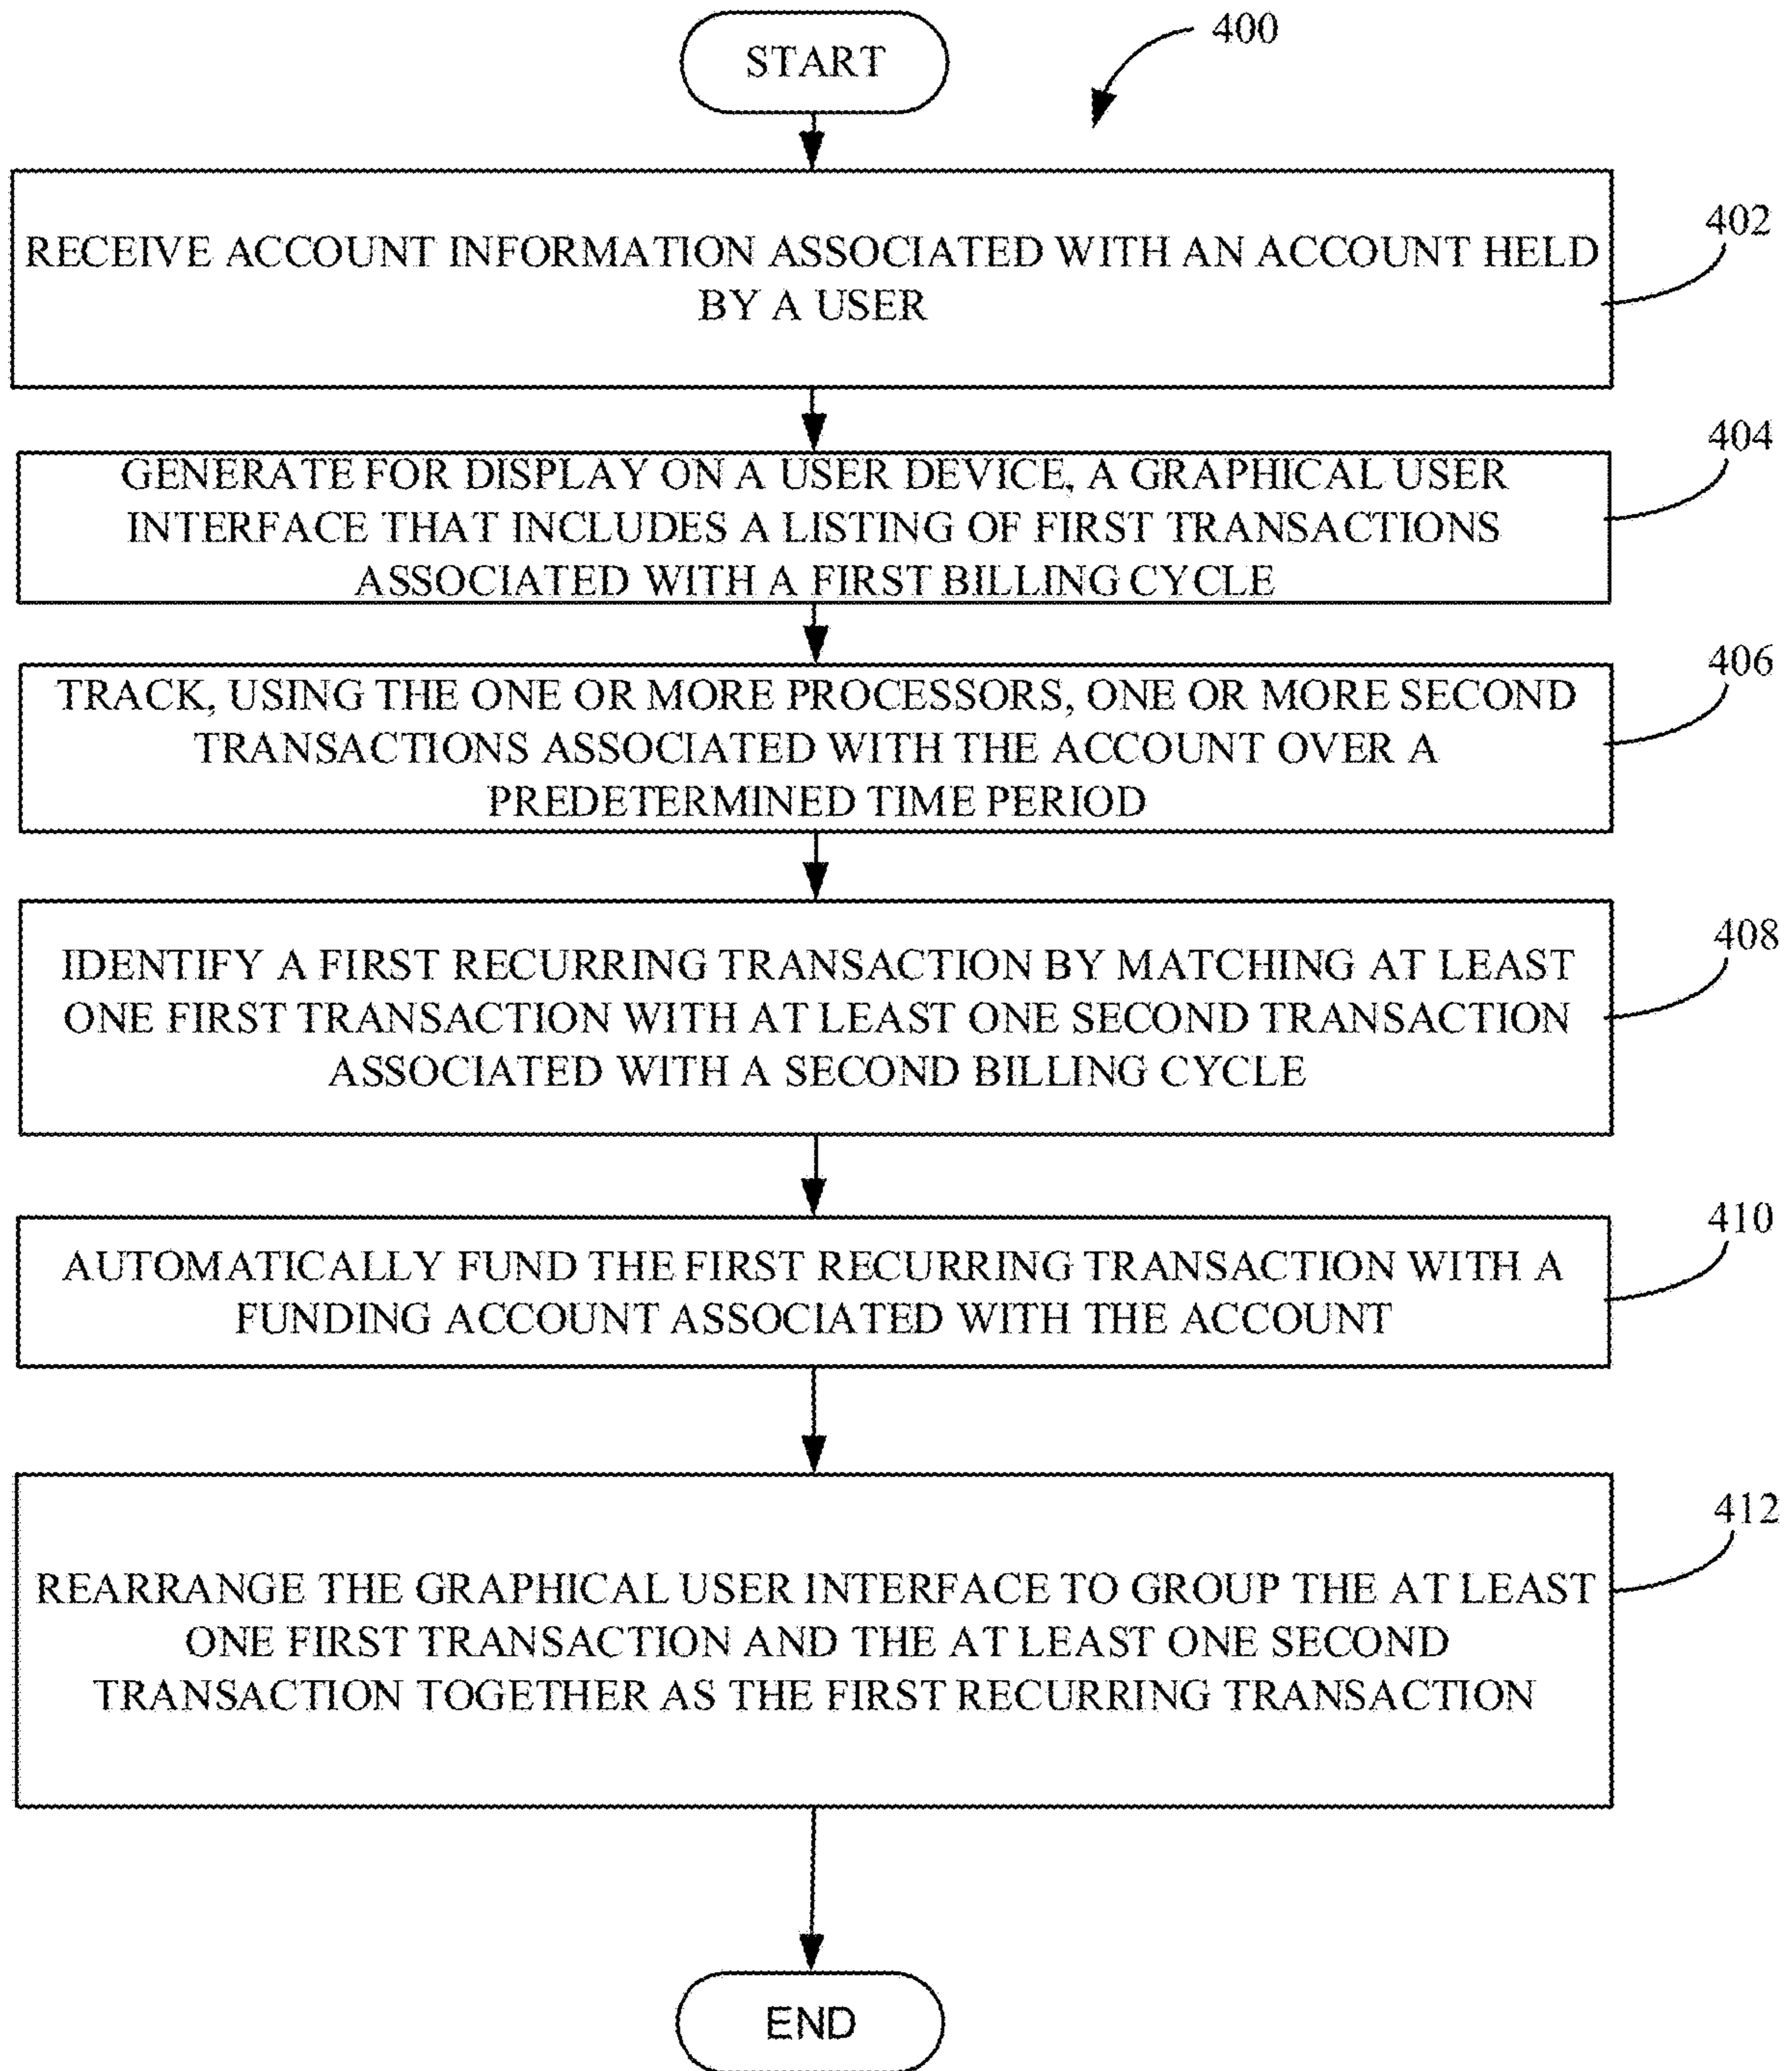 START
400
RECEIVE ACCOUNT INFORMATION ASSOCIATED WITH AN ACCOUNT HELD
BY A USER
402
GENERATE FOR DISPLAY ON A USER DEVICE, A GRAPHICAL USER
INTERFACE THAT INCLUDES A LISTING OF FIRST TRANSACTIONS
ASSOCIATED WITH A FIRST BILLING CYCLE
404
TRACK, USING THE ONE OR MORE PROCESSORS, ONE OR MORE SECOND
TRANSACTIONS ASSOCIATED WITH THE ACCOUNT OVER A
PREDETERMINED TIME PERIOD
406
IDENTIFY A FIRST RECURRING TRANSACTION BY MATCHING AT LEAST
ONE FIRST TRANSACTION WITH AT LEAST ONE SECOND TRANSACTION
ASSOCIATED WITH A SECOND BILLING CYCLE
408
AUTOMATICALLY FUND THE FIRST RECURRING TRANSACTION WITH A
FUNDING ACCOUNT ASSOCIATED WITH THE ACCOUNT
410
REARRANGE THE GRAPHICAL USER INTERFACE TO GROUP THE AT LEAST
ONE FIRST TRANSACTION AND THE AT LEAST ONE SECOND
TRANSACTION TOGETHER AS THE FIRST RECURRING TRANSACTION
412
END